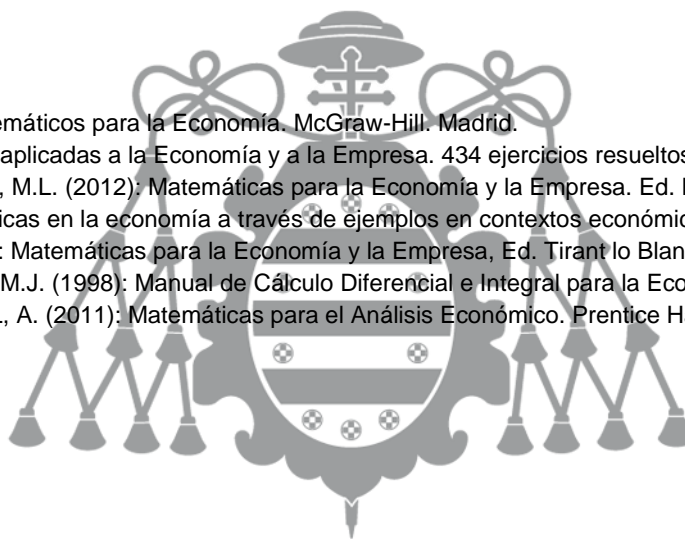 emáticos para la Economía. McGraw-Hill. Madrid.
aplicadas a la Economía y a la Empresa. 434 ejercicios resueltos
, M.L. (2012): Matemáticas para la Economía y la Empresa. Ed.
icas en la economía a través de ejemplos en contextos económic
: Matemáticas para la Economía y la Empresa, Ed. Tirant lo Blan
M.J. (1998): Manual de Cálculo Diferencial e Integral para la Eco
., A. (2011): Matemáticas para el Análisis Económico. Prentice H